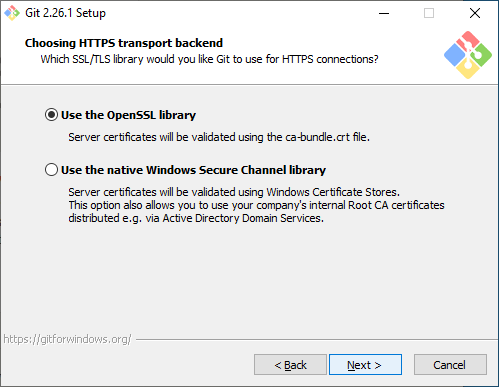 Git 2.26.1 Setup
Choosing HTTPS transport backend
Which SSL/TLS library would you like Git to use for HTTPS connections?
Use the OpenSSL library
Server certificates will be validated using the ca-bundle.crt file.
Use the native Windows Secure Channel library
Server certificates will be validated using Windows Certificate Stores.
This option also allows you to use your company's internal Root CA certificates
distributed e.g. via Active Directory Domain Services.
https://gitforwindows.org/
< Back Next > Cancel